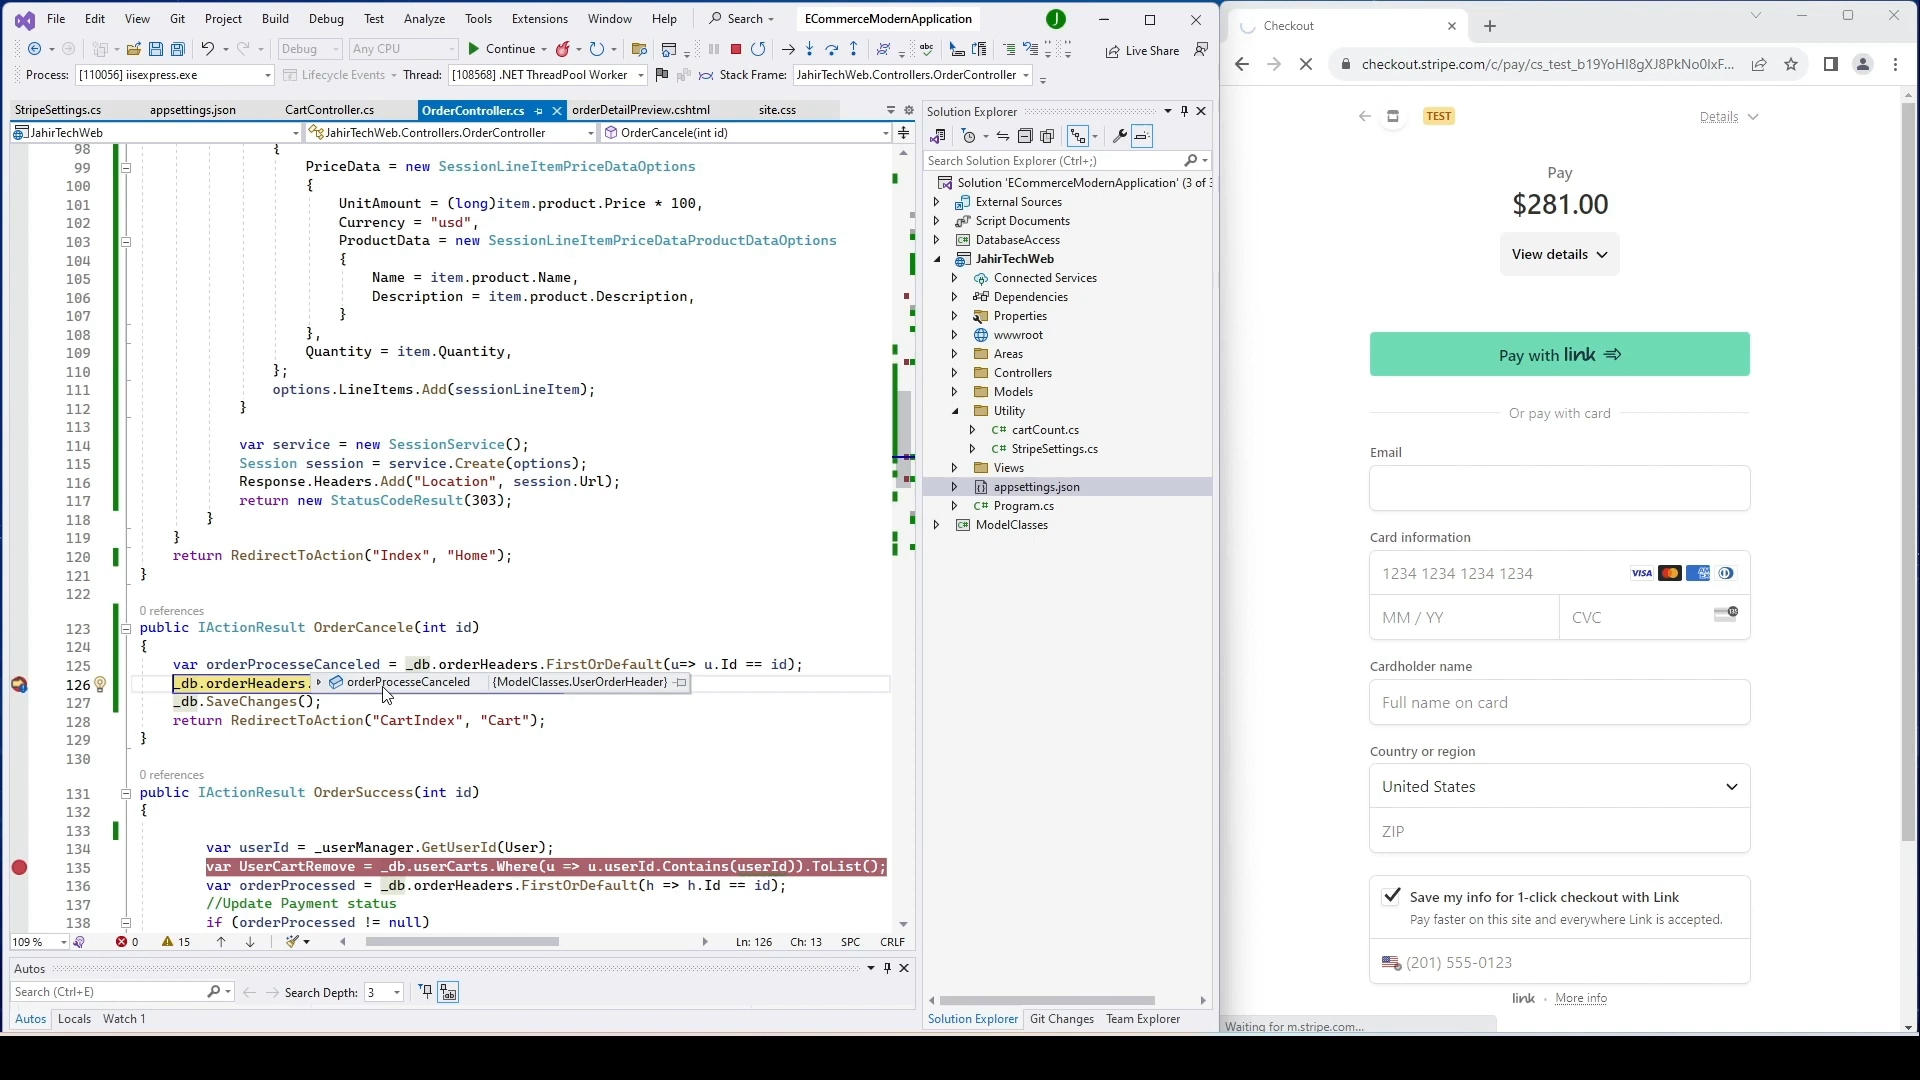 File Edit View Git Project Build Debug Test Analyze Tools Extensions Window Help Search ECommerceModernApplication J
Debug Any CPU Continue Live Share
Process: [110056] iisexpress.exe Lifecycle Events Thread: [108568] .NET ThreadPool Worker Stack Frame: JahirTechWeb.Controllers.OrderController
StripeSettings.cs appsettings.json CartController.cs OrderController.cs orderDetailPreview.cshtml site.css
JahirTechWeb JahirTechWeb.Controllers.OrderController OrderCancele(int id)
98 {
99 PriceData = new SessionLineItemPriceDataOptions
100 {
101 UnitAmount = (long)item.product.Price * 100,
102 Currency = "usd",
103 ProductData = new SessionLineItemPriceDataProductDataOptions
104 {
105 Name = item.product.Name,
106 Description = item.product.Description,
107 }
108 },
109 Quantity = item.Quantity,
110 };
111 options.LineItems.Add(sessionLineItem);
112 }
113
114 var service = new SessionService();
115 Session session = service.Create(options);
116 Response.Headers.Add("Location", session.Url);
117 return new StatusCodeResult(303);
118 }
119 }
120 return RedirectToAction("Index", "Home");
121 }
122
0 references
123 public IActionResult OrderCancele(int id)
124 {
125 var orderProcesseCanceled = _db.orderHeaders.FirstOrDefault(u=> u.Id == id);
126 _db.orderHeaders. orderProcesseCanceled {ModelClasses.UserOrderHeader}
127 _db.SaveChanges();
128 return RedirectToAction("CartIndex", "Cart");
129 }
130
0 references
131 public IActionResult OrderSuccess(int id)
132 {
133
134 var userId = _userManager.GetUserId(User);
135 var UserCartRemove = _db.userCarts.Where(u => u.userId.Contains(userId)).ToList();
136 var orderProcessed = _db.orderHeaders.FirstOrDefault(h => h.Id == id);
137 //Update Payment status
138 if (orderProcessed != null)
109 % 0 15 Ln: 126 Ch: 13 SPC CRLF
Autos
Search (Ctrl+E) Search Depth: 3
Autos Locals Watch 1
Solution Explorer
Search Solution Explorer (Ctrl+;)
Solution 'ECommerceModernApplication' (3 of 3
External Sources
Script Documents
DatabaseAccess
JahirTechWeb
Connected Services
Dependencies
Properties
wwwroot
Areas
Controllers
Models
Utility
C# cartCount.cs
C# StripeSettings.cs
Views
appsettings.json
C# Program.cs
ModelClasses
Solution Explorer Git Changes Team Explorer
Checkout
checkout.stripe.com/c/pay/cs_test_b19YoHI8gXJ8PkNo0IxF...
TEST Details
Pay
$281.00
View details
Pay with link
Or pay with card
Email
Card information
1234 1234 1234 1234 VISA
MM / YY CVC
Cardholder name
Full name on card
Country or region
United States
ZIP
Save my info for 1-click checkout with Link
Pay faster on this site and everywhere Link is accepted.
(201) 555-0123
link · More info
Waiting for m.stripe.com...